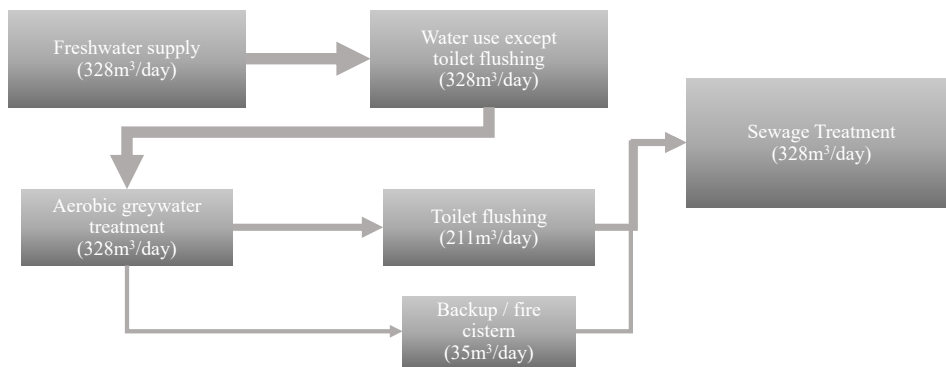 Freshwater supply
(328m³/day)
Water use except
toilet flushing
(328m³/day)
Sewage Treatment
(328m³/day)
Aerobic greywater
treatment
(328m³/day)
Toilet flushing
(211m³/day)
Backup / fire
cistern
(35m³/day)